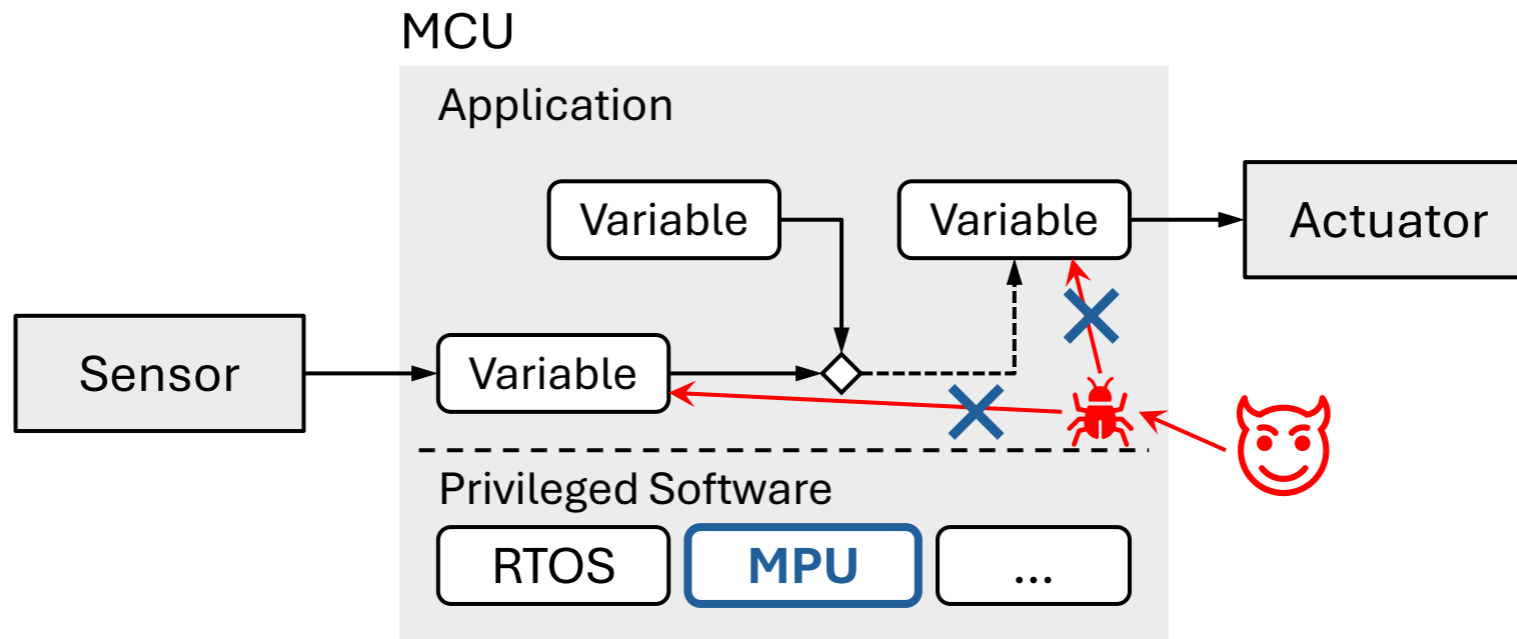 MCU
Application
Variable
Variable
Actuator
Sensor
Variable
Privileged Software
RTOS
MPU
...